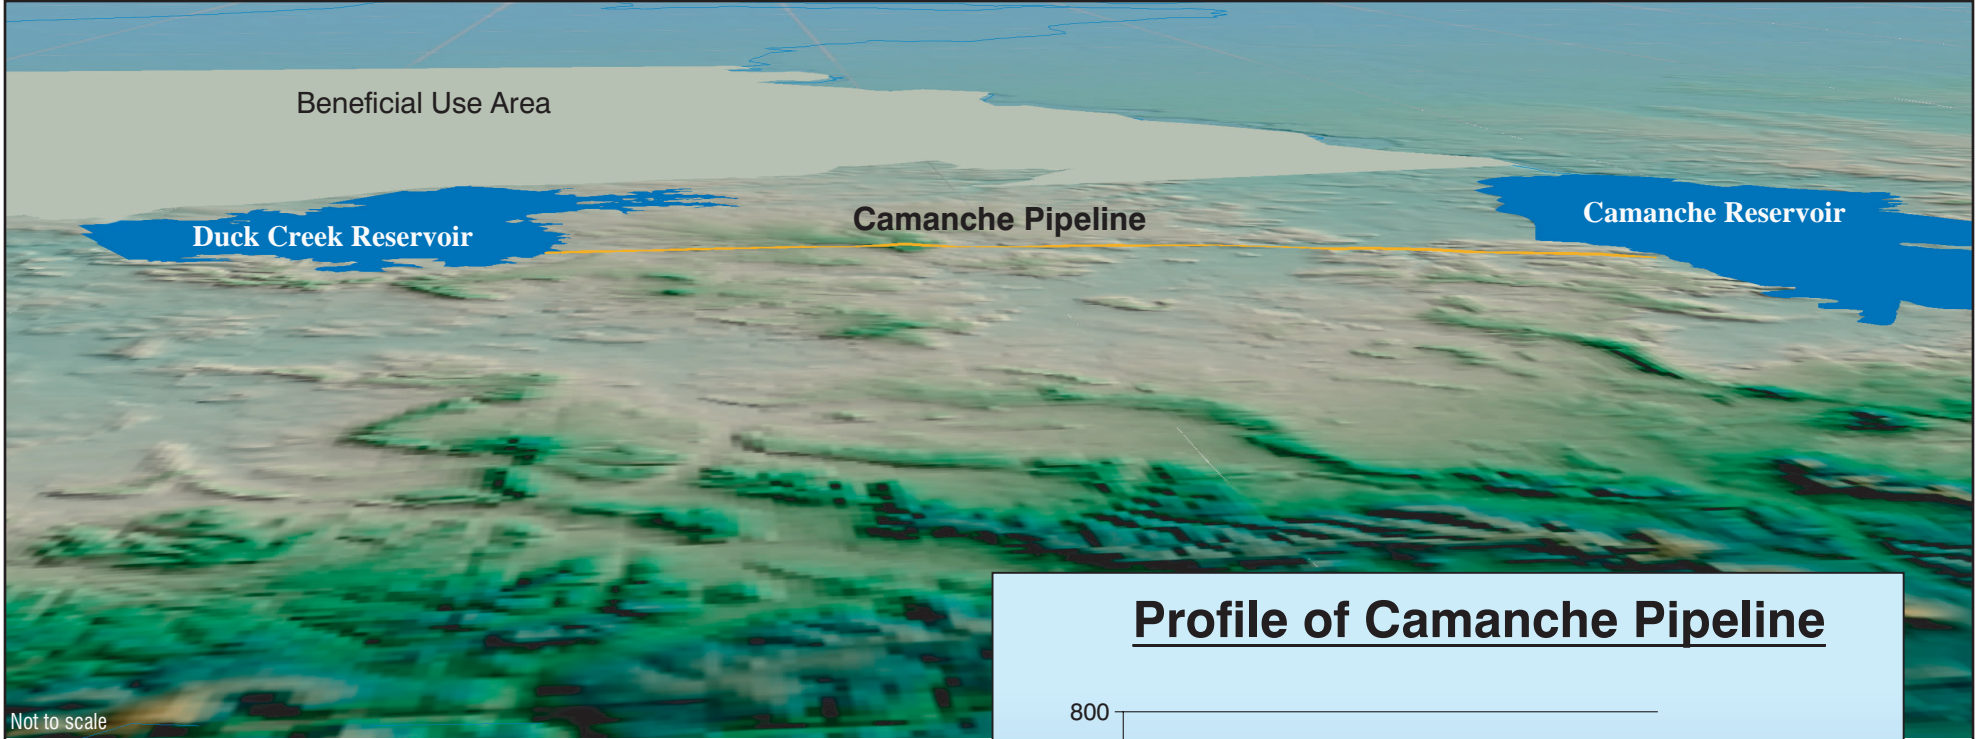 Beneficial Use Area
Duck Creek Reservoir
Camanche Pipeline
Camanche Reservoir
Profile of Camanche Pipeline
800
Not to scale